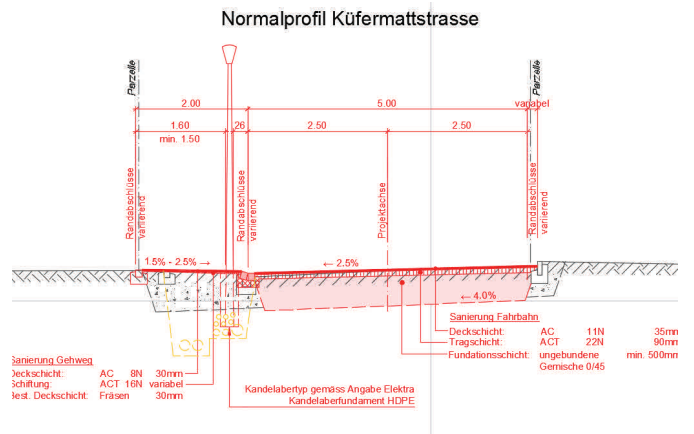 Normalprofil Küfermattstrasse
Parzelle
Parzelle
2.00
5.00
variabel
1.60
26
2.50
2.50
min. 1.50
Randabschlüsse
variierend
Randabschlüsse
variierend
Projektachse
Randabschlüsse
variierend
1.5% - 2.5% →
← 2.5%
← 4.0%
Sanierung Fahrbahn
Deckschicht: AC 11N 35mm
Tragschicht: ACT 22N 90mm
Fundationsschicht: ungebundene min. 500mm
Gemische 0/45
Sanierung Gehweg
Deckschicht: AC 8N 30mm
Schiftung: ACT 16N variabel
Best. Deckschicht: Fräsen 30mm
Kandelabertyp gemäss Angabe Elektra
Kandelaberfundament HDPE